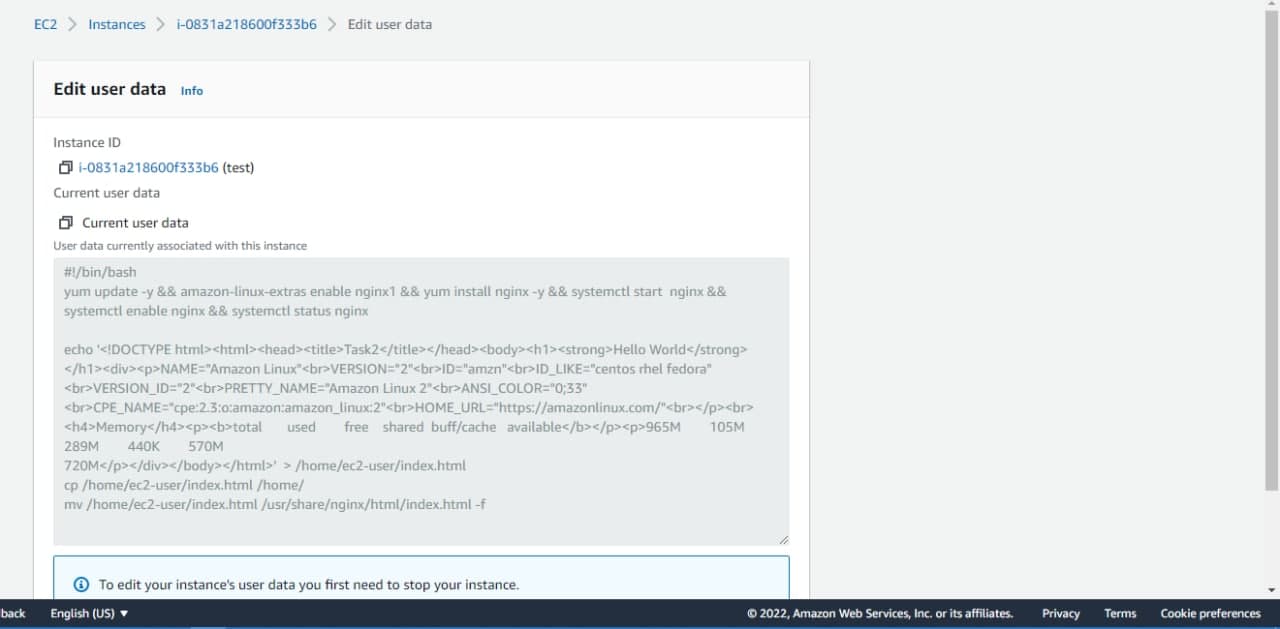 EC2 > Instances > i-0831a218600f333b6 > Edit user data
Edit user data Info
Instance ID
i-0831a218600f333b6 (test)
Current user data
Current user data
User data currently associated with this instance
#!/bin/bash
yum update -y && amazon-linux-extras enable nginx1 && yum install nginx -y && systemctl start  nginx &&
systemctl enable nginx && systemctl status nginx
echo '<!DOCTYPE html><html><head><title>Task2</title></head><body><h1><strong>Hello World</strong>
</h1><div><p>NAME="Amazon Linux"<br>VERSION="2"<br>ID="amzn"<br>ID_LIKE="centos rhel fedora"
<br>VERSION_ID="2"<br>PRETTY_NAME="Amazon Linux 2"<br>ANSI_COLOR="0;33"
<br>CPE_NAME="cpe:2.3:o:amazon:amazon_linux:2"<br>HOME_URL="https://amazonlinux.com/"<br></p><br>
<h4>Memory</h4><p><b>total      used      free   shared  buff/cache   available</b></p><p>965M      105M
289M      440K      570M
720M</p></div></body></html>'  > /home/ec2-user/index.html
cp /home/ec2-user/index.html /home/
mv /home/ec2-user/index.html /usr/share/nginx/html/index.html -f
To edit your instance's user data you first need to stop your instance.
back English (US) ▼ © 2022, Amazon Web Services, Inc. or its affiliates. Privacy Terms Cookie preferences